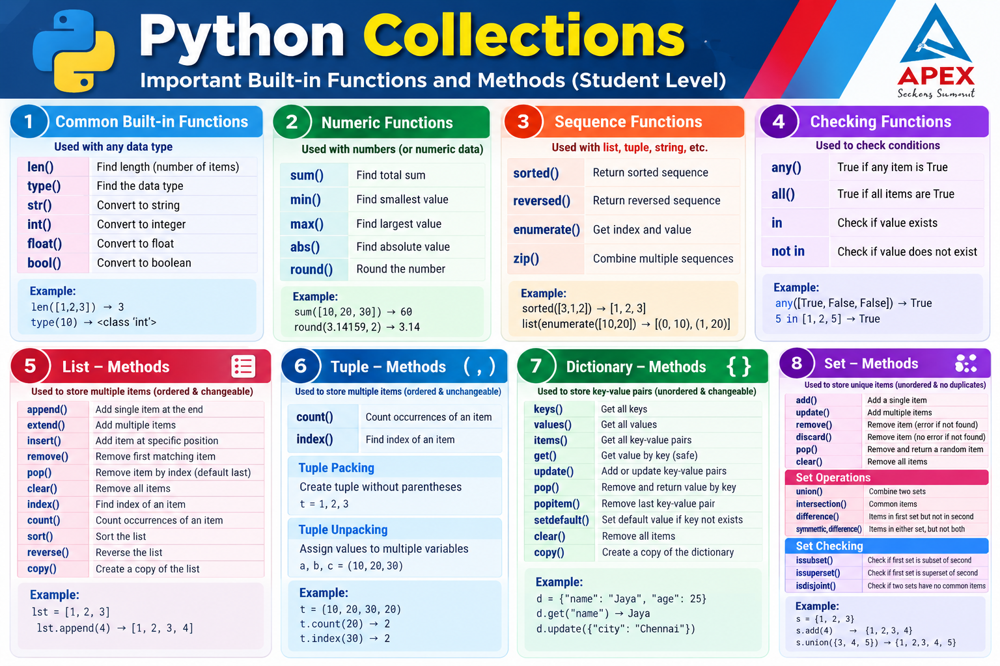 Python Collections
Important Built-in Functions and Methods (Student Level)
APEX
Seckers Summit
1 Common Built-in Functions
Used with any data type
len() Find length (number of items)
type() Find the data type
str() Convert to string
int() Convert to integer
float() Convert to float
bool() Convert to boolean
Example:
len([1,2,3]) → 3
type(10) → <class 'int'>
2 Numeric Functions
Used with numbers (or numeric data)
sum() Find total sum
min() Find smallest value
max() Find largest value
abs() Find absolute value
round() Round the number
Example:
sum([10, 20, 30]) → 60
round(3.14159, 2) → 3.14
3 Sequence Functions
Used with list, tuple, string, etc.
sorted() Return sorted sequence
reversed() Return reversed sequence
enumerate() Get index and value
zip() Combine multiple sequences
Example:
sorted([3,1,2]) → [1, 2, 3]
list(enumerate([10,20]) → [(0, 10), (1, 20)]
4 Checking Functions
Used to check conditions
any() True if any item is True
all() True if all items are True
in Check if value exists
not in Check if value does not exist
Example:
any([True, False, False]) → True
5 in [1, 2, 5] → True
5 List – Methods
Used to store multiple items (ordered & changeable)
append() Add single item at the end
extend() Add multiple items
insert() Add item at specific position
remove() Remove first matching item
pop() Remove item by index (default last)
clear() Remove all items
index() Find index of an item
count() Count occurrences of an item
sort() Sort the list
reverse() Reverse the list
copy() Create a copy of the list
Example:
lst = [1, 2, 3]
lst.append(4) → [1, 2, 3, 4]
6 Tuple – Methods ( , )
Used to store multiple items (ordered & unchangeable)
count() Count occurrences of an item
index() Find index of an item
Tuple Packing
Create tuple without parentheses
t = 1, 2, 3
Tuple Unpacking
Assign values to multiple variables
a, b, c = (10, 20, 30)
Example:
t = (10, 20, 30, 20)
t.count(20) → 2
t.index(30) → 2
7 Dictionary – Methods { }
Used to store key-value pairs (unordered & changeable)
keys() Get all keys
values() Get all values
items() Get all key-value pairs
get() Get value by key (safe)
update() Add or update key-value pairs
pop() Remove and return value by key
popitem() Remove last key-value pair
setdefault() Set default value if key not exists
clear() Remove all items
copy() Create a copy of the dictionary
Example:
d = {"name": "Jaya", "age": 25}
d.get("name") → Jaya
d.update({"city": "Chennai"})
8 Set – Methods
Used to store unique items (unordered & no duplicates)
add() Add a single item
update() Add multiple items
remove() Remove item (error if not found)
discard() Remove item (no error if not found)
pop() Remove and return a random item
clear() Remove all items
Set Operations
union() Combine two sets
intersection() Common items
difference() Items in first set but not in second
symmettic, difference() Items in either set, but not both
Set Checking
issubset() Check if first set is subset of second
issuperset() Check if first set is superset of second
isdisjoint() Check if two sets have no common items
Example:
s = {1, 2, 3}
s.add(4) → {1, 2, 3, 4}
s.union({3, 4, 5}) → {1, 2, 3, 4, 5}